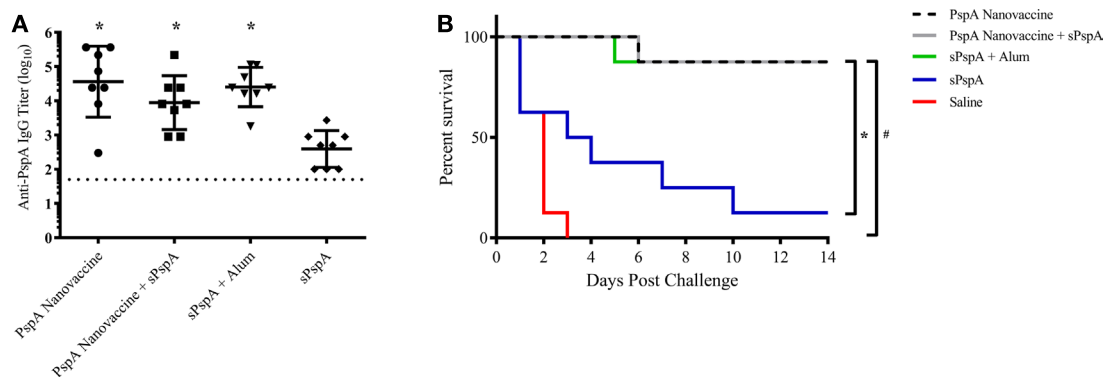 A
Anti-PspA IgG Titer (log10)
6
5
4
3
2
1
0
* * *
PspA Nanovaccine
PspA Nanovaccine + sPspA
sPspA + Alum
sPspA
B
Percent survival
100
50
0
0 2 4 6 8 10 12 14
Days Post Challenge
* #
PspA Nanovaccine
PspA Nanovaccine + sPspA
sPspA + Alum
sPspA
Saline